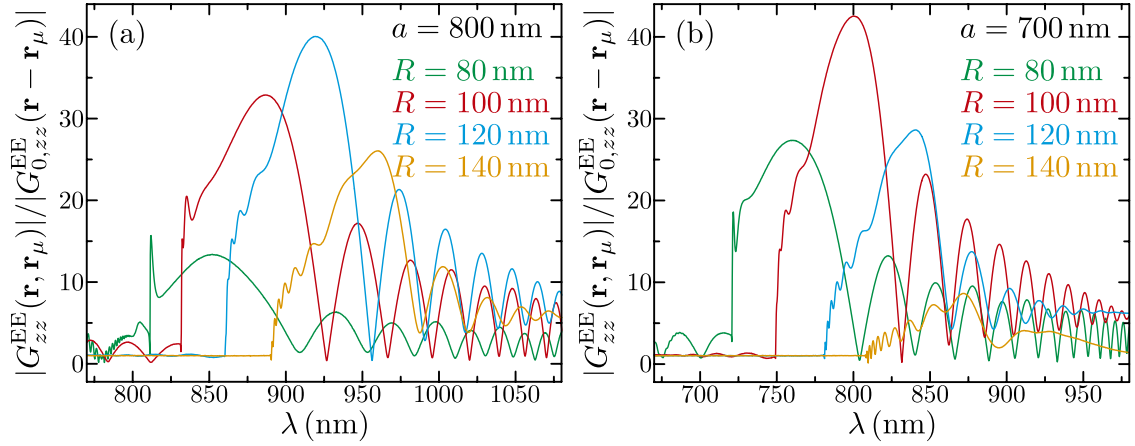 (a)
a = 800 nm
R = 80 nm
R = 100 nm
R = 120 nm
R = 140 nm
|G^EE_zz(r, r_μ)|/|G^EE_0,zz(r − r_μ)|
40
30
20
10
0
800 850 900 950 1000 1050
λ (nm)
(b)
a = 700 nm
R = 80 nm
R = 100 nm
R = 120 nm
R = 140 nm
|G^EE_zz(r, r_μ)|/|G^EE_0,zz(r − r_μ)|
40
30
20
10
0
700 750 800 850 900 950
λ (nm)